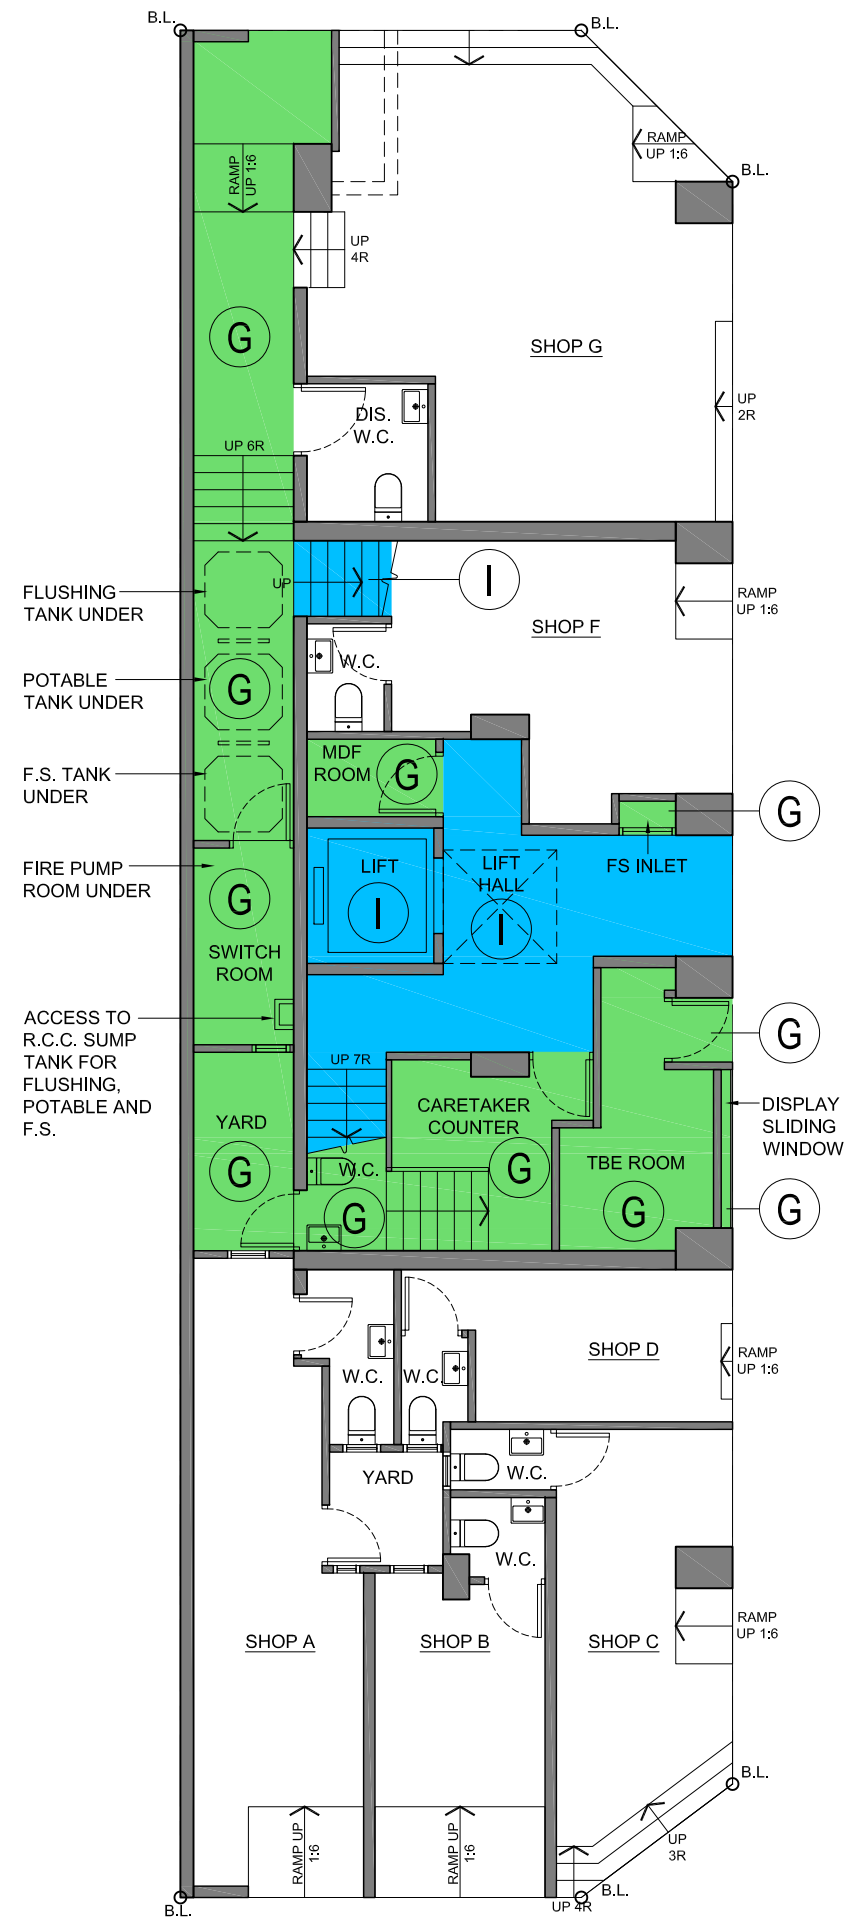 B.L.
B.L.
RAMP
UP 1:6
RAMP
UP 1:6
B.L.
UP
4R
G
SHOP G
UP
2R
DIS.
W.C.
UP 6R
FLUSHING
TANK UNDER
UP
I
RAMP
UP 1:6
SHOP F
W.C.
POTABLE
TANK UNDER
G
F.S. TANK
UNDER
MDF
ROOM
G
G
FIRE PUMP
ROOM UNDER
G
LIFT
I
LIFT
HALL
I
FS INLET
SWITCH
ROOM
ACCESS TO
R.C.C. SUMP
TANK FOR
FLUSHING,
POTABLE AND
F.S.
G
UP 7R
CARETAKER
COUNTER
DISPLAY
SLIDING
WINDOW
YARD
G
W.C.
G
G
TBE ROOM
G
G
SHOP D
RAMP
UP 1:6
W.C.
W.C.
YARD
W.C.
W.C.
SHOP A
SHOP B
SHOP C
RAMP
UP 1:6
B.L.
RAMP UP
1:6
RAMP UP
1:6
UP
3R
B.L.
UP 4R
B.L.